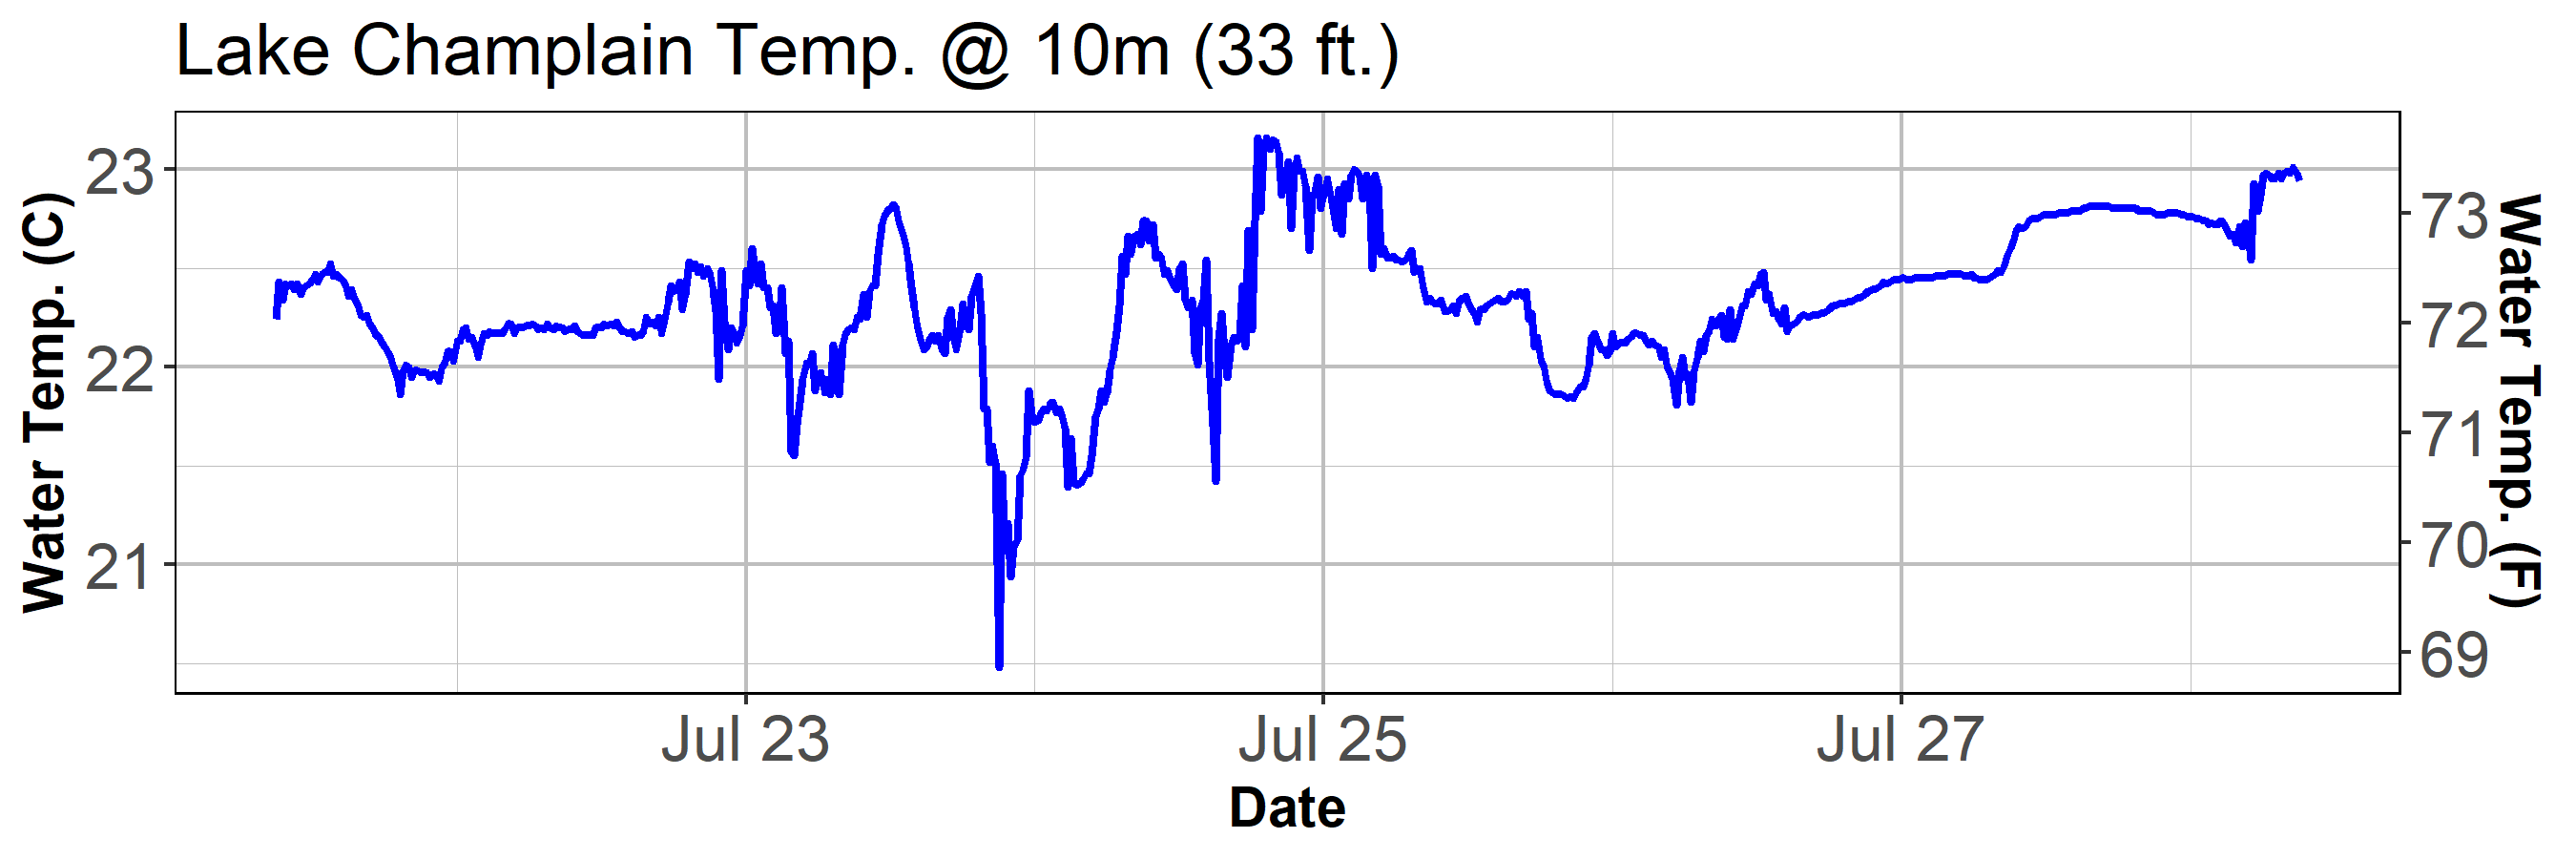 Lake Champlain Temp. @ 10m (33 ft.)
Water Temp. (C)
23
22
21
Water Temp. (F)
73
72
71
70
69
Jul 23
Jul 25
Jul 27
Date